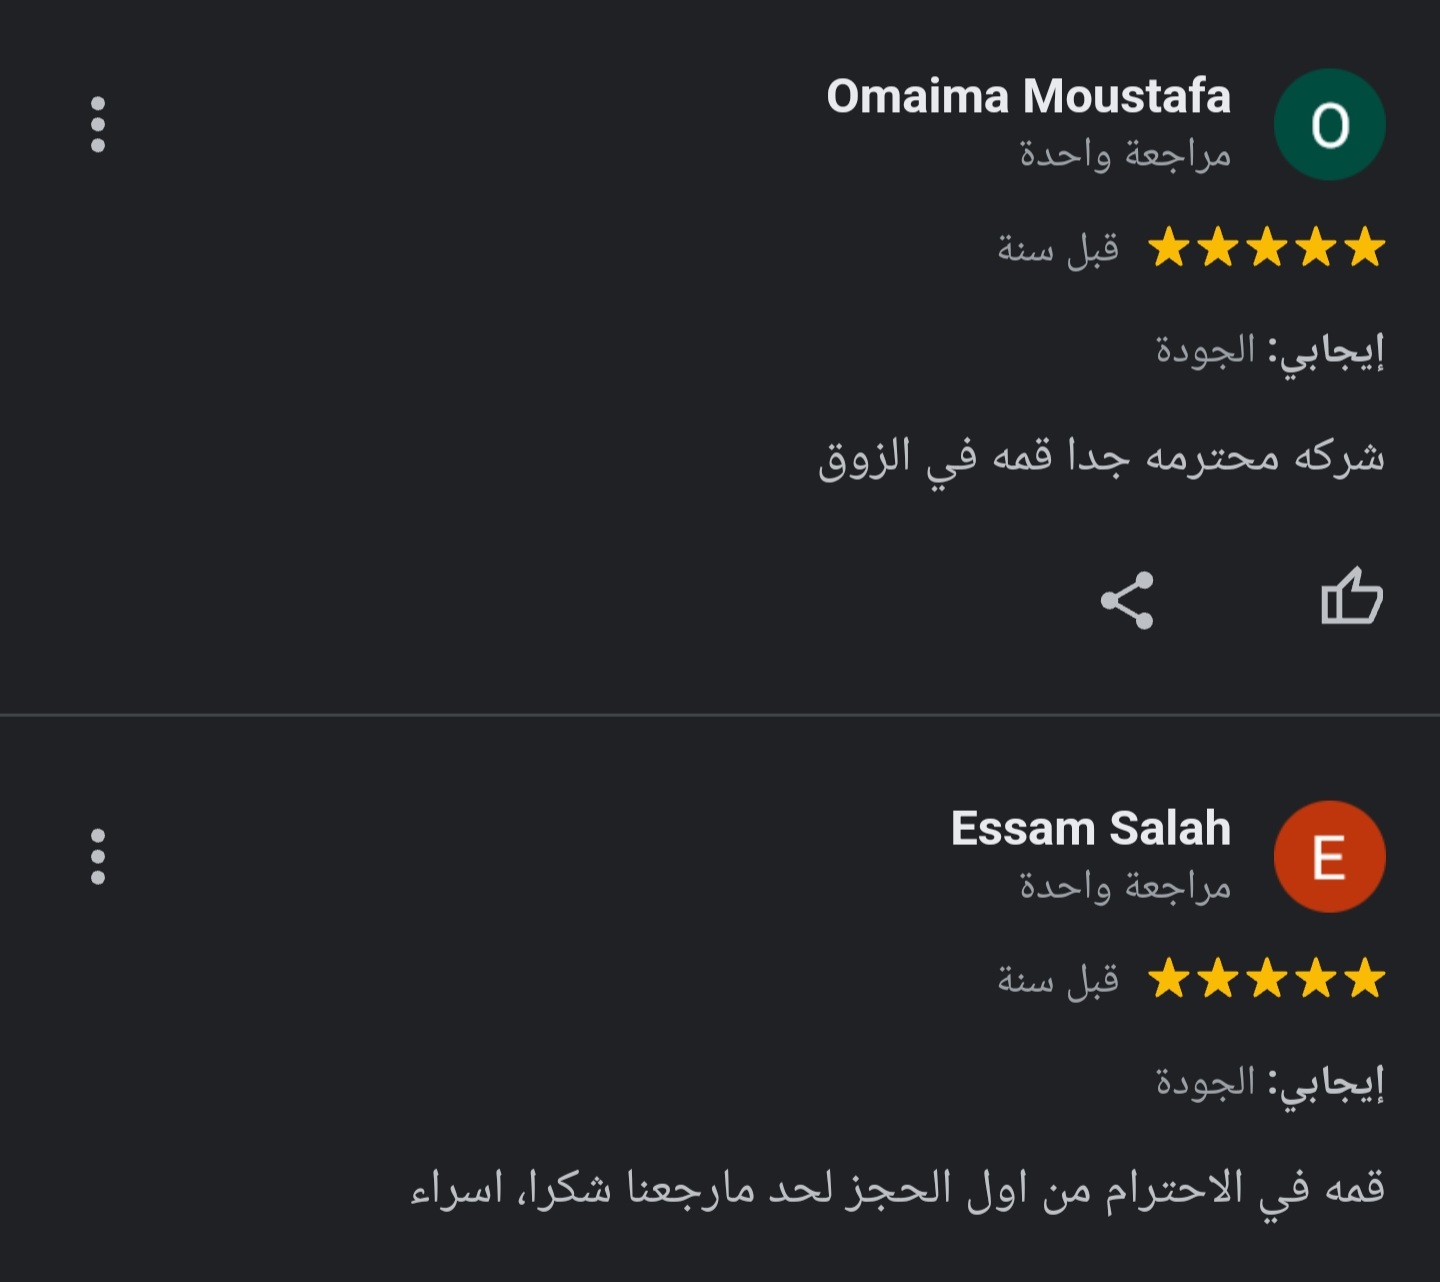 Omaima Moustafa
O
مراجعة واحدة
قبل سنة
إيجابي: الجودة
شركه محترمه جدا قمه في الزوق
Essam Salah
E
مراجعة واحدة
قبل سنة
إيجابي: الجودة
قمه في الاحترام من اول الحجز لحد مارجعنا شكرا، اسراء